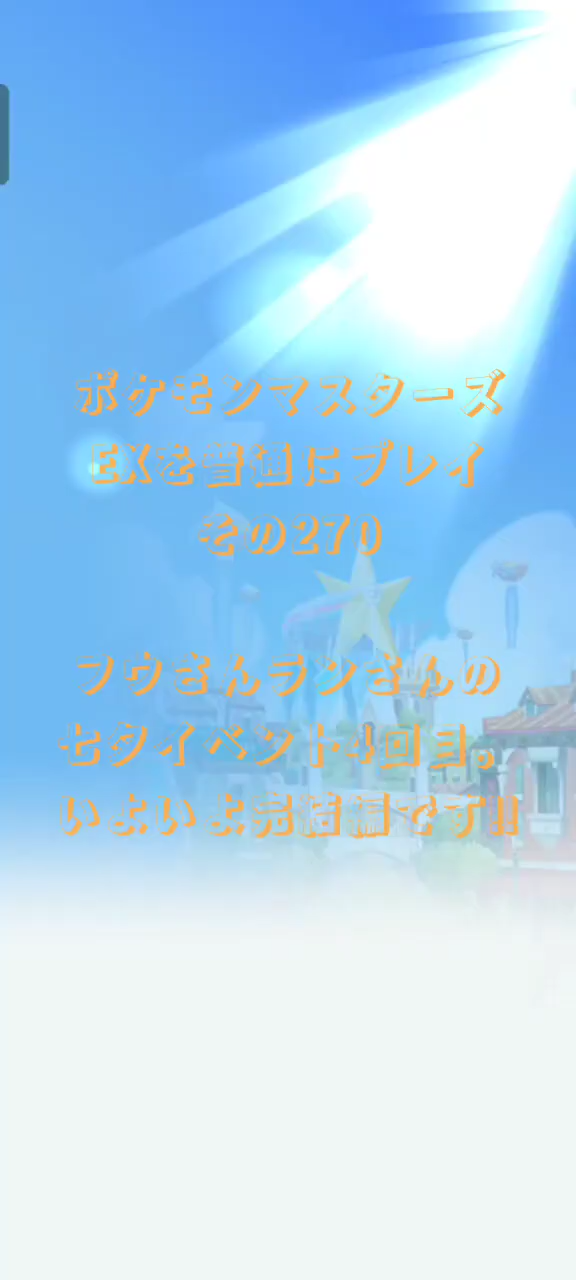 ポケモンマスターズ
EXを普通にプレイ
その270
フウさんランさんの
七夕イベント4回目。
いよいよ完結編です!!